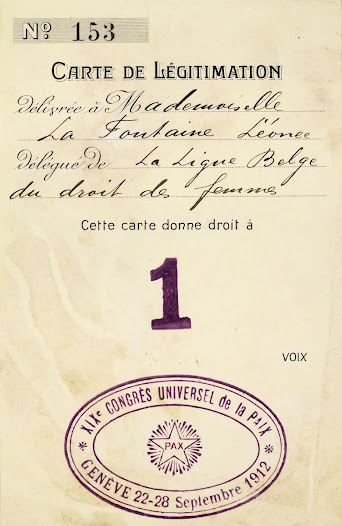 No. 153
CARTE DE LÉGITIMATION
délivrée à Mademoiselle
La Fontaine Léonee
délégué de La Ligue Belge
du droit des femmes
Cette carte donne droit à
1
VOIX
XIXe CONGRÈS UNIVERSEL de la PAIX
PAX
GENÈVE 22-28 Septembre 1912